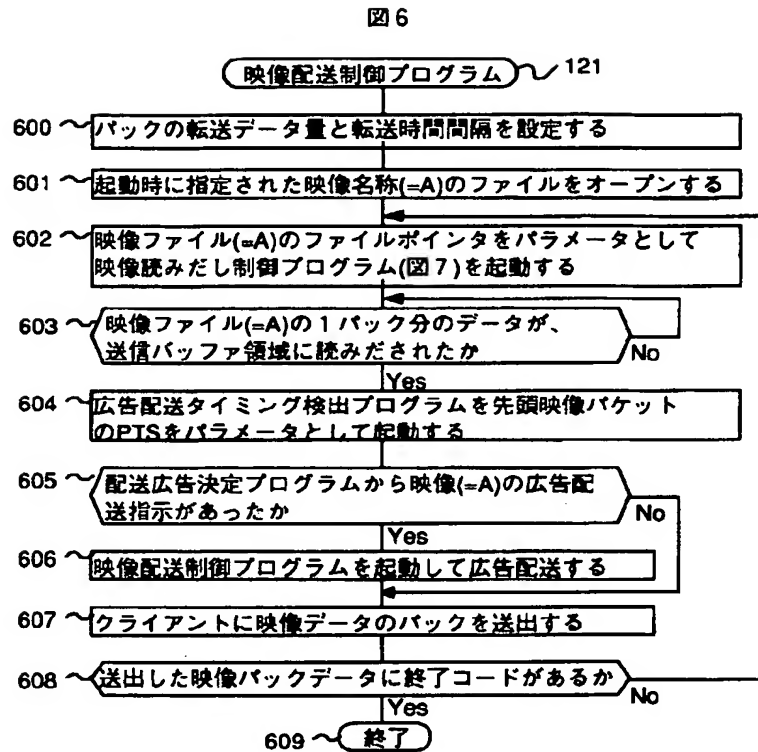 図6
映像配送制御プログラム 121
600 パックの転送データ量と転送時間間隔を設定する
601 起動時に指定された映像名称(=A)のファイルをオープンする
602 映像ファイル(=A)のファイルポインタをパラメータとして
映像読みだし制御プログラム(図7)を起動する
603 映像ファイル(=A)の1パック分のデータが、
送信バッファ領域に読みだされたか
No
Yes
604 広告配送タイミング検出プログラムを先頭映像パケット
のPTSをパラメータとして起動する
605 配送広告決定プログラムから映像(=A)の広告配
送指示があったか
No
Yes
606 映像配送制御プログラムを起動して広告配送する
607 クライアントに映像データのパックを送出する
608 送出した映像パックデータに終了コードがあるか
No
Yes
609 終了